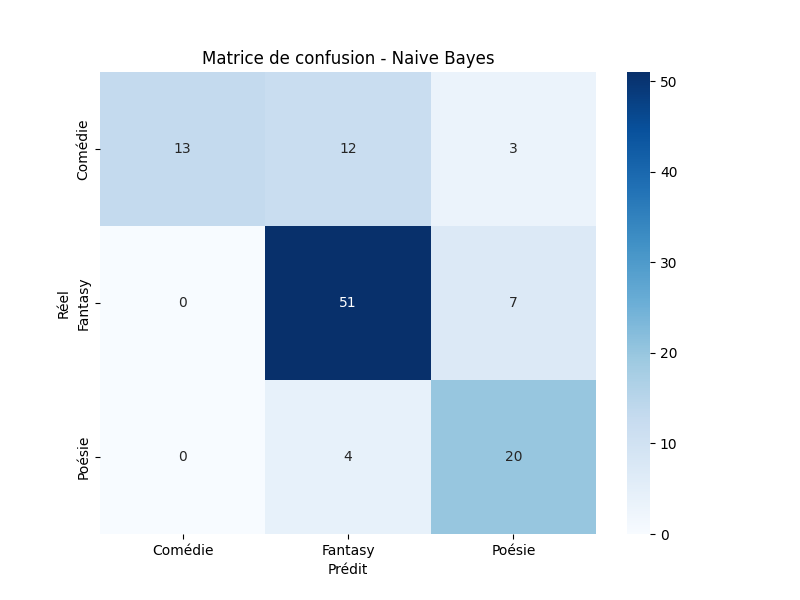 Matrice de confusion - Naive Bayes
Comédie
13
12
3
50
40
Réel
Fantasy
0
51
7
30
20
Poésie
0
4
20
10
0
Comédie
Fantasy
Poésie
Prédit